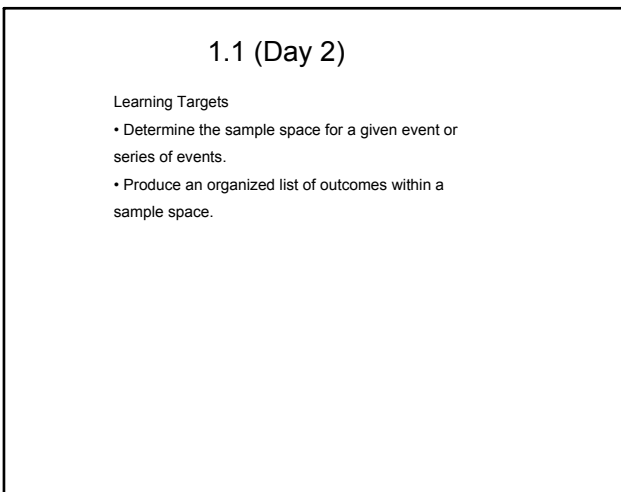 1.1 (Day 2)
Learning Targets
• Determine the sample space for a given event or
series of events.
• Produce an organized list of outcomes within a
sample space.